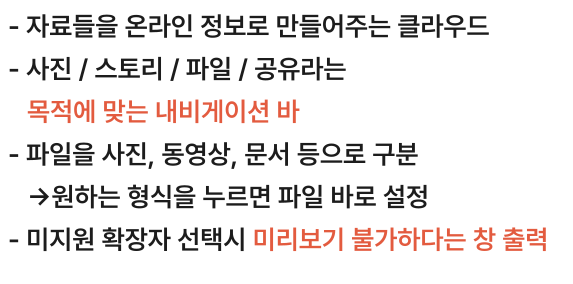 - 자료들을 온라인 정보로 만들어주는 클라우드
- 사진 / 스토리 / 파일 / 공유라는
목적에 맞는 내비게이션 바
- 파일을 사진, 동영상, 문서 등으로 구분
→원하는 형식을 누르면 파일 바로 설정
- 미지원 확장자 선택시 미리보기 불가하다는 창 출력